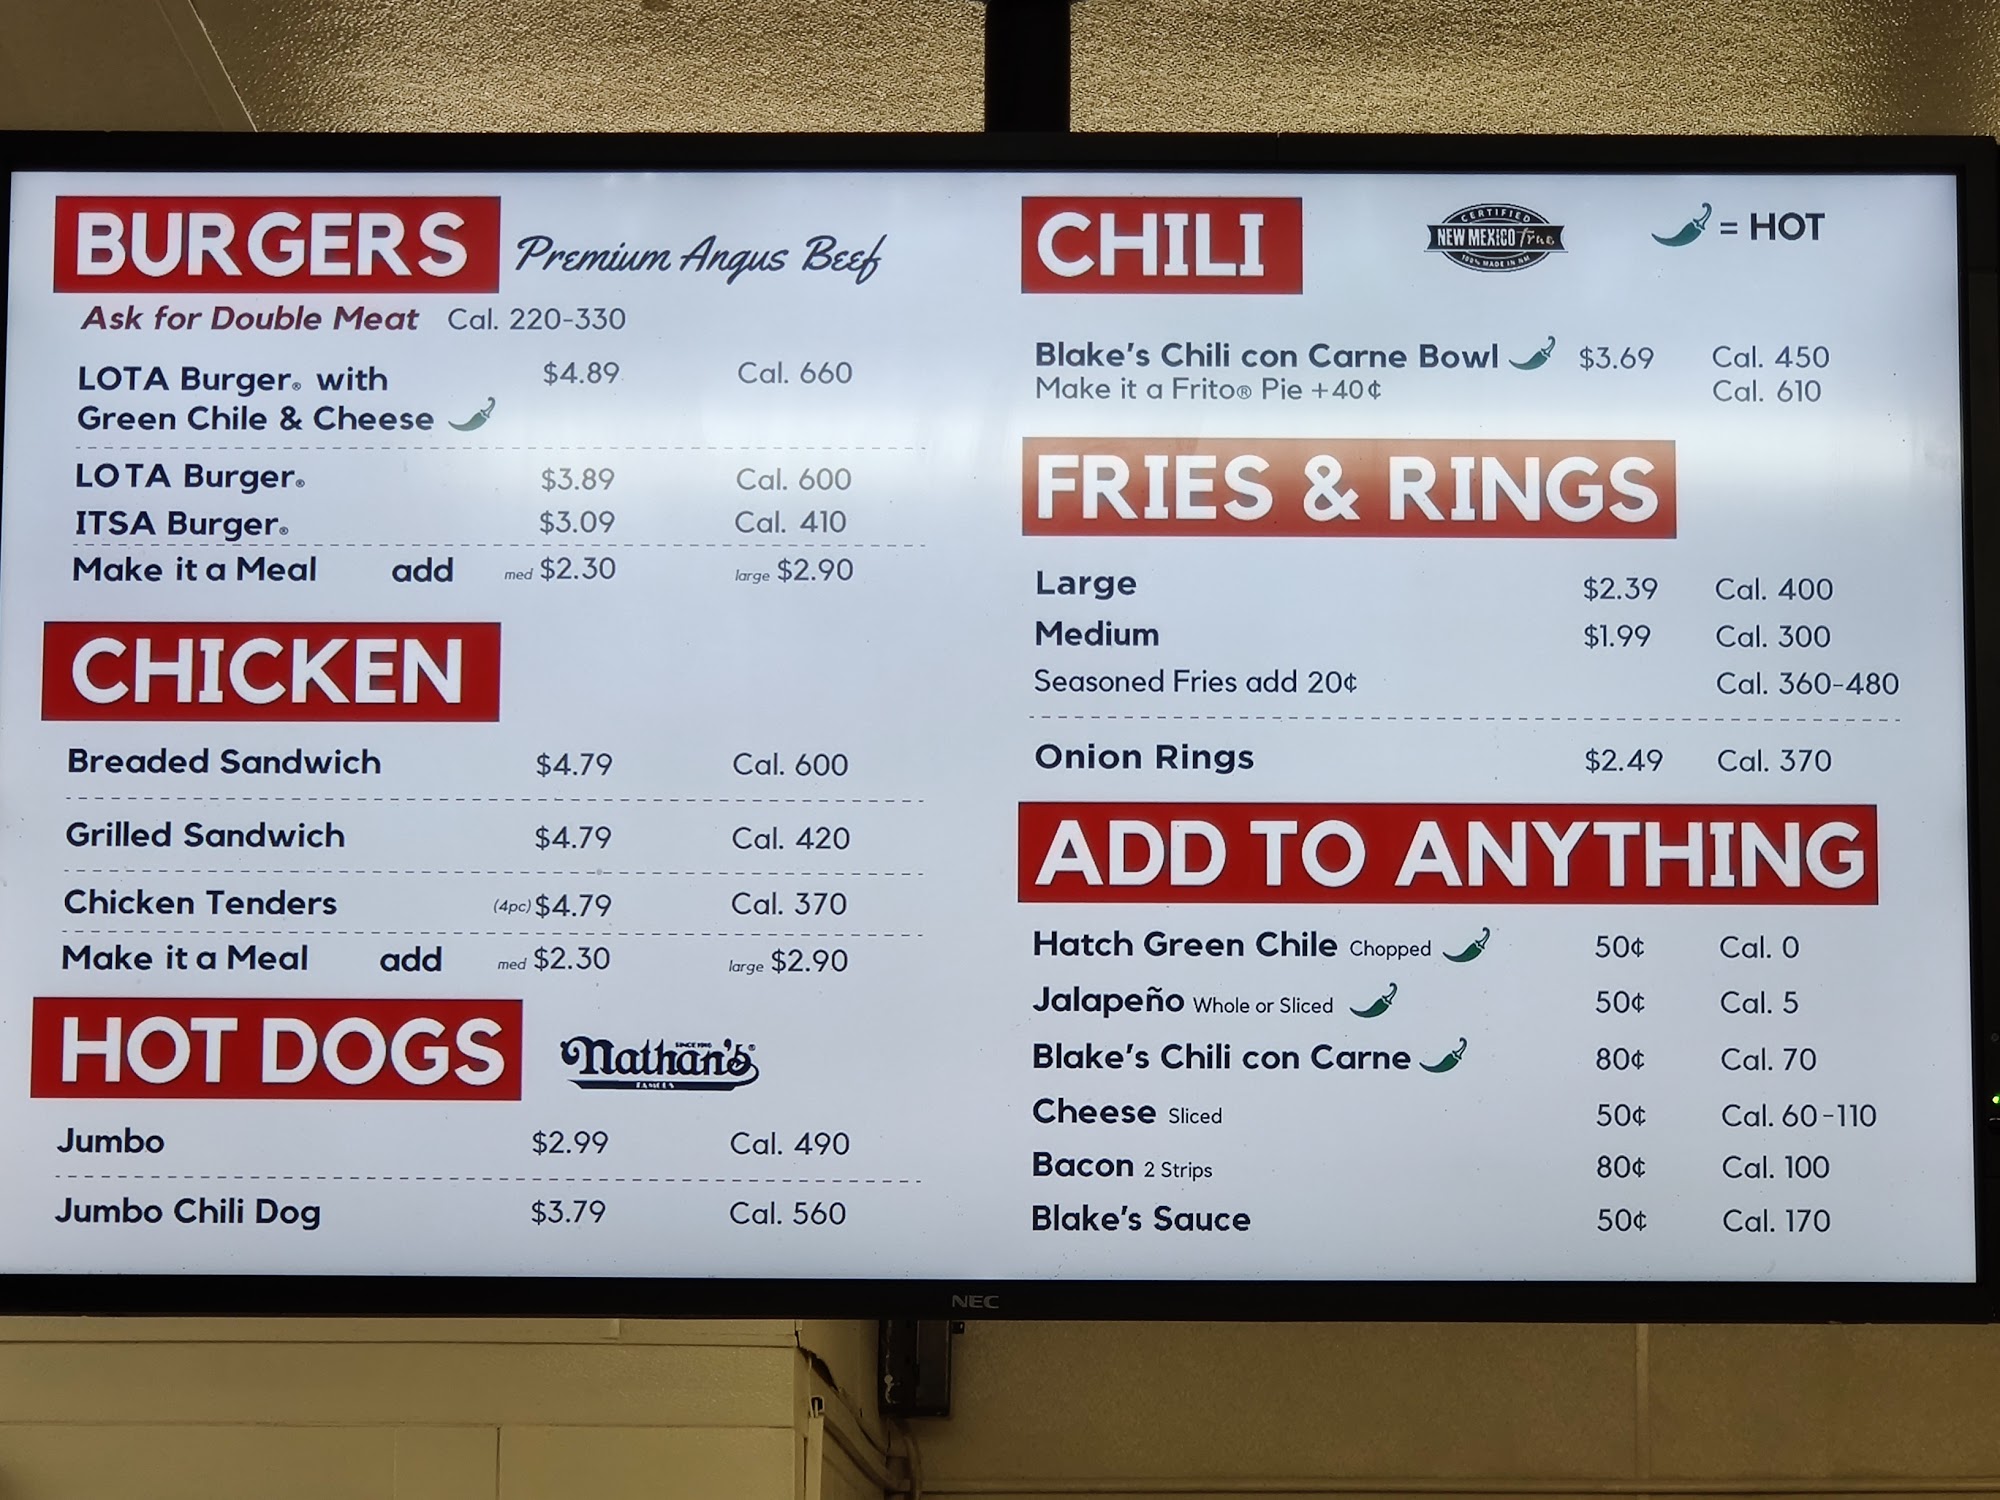 BURGERS Premium Angus Beef
Ask for Double Meat Cal. 220-330
LOTA Burger® with $4.89 Cal. 660
Green Chile & Cheese
LOTA Burger® $3.89 Cal. 600
ITSA Burger® $3.09 Cal. 410
Make it a Meal add med $2.30 large $2.90
CHICKEN
Breaded Sandwich $4.79 Cal. 600
Grilled Sandwich $4.79 Cal. 420
Chicken Tenders (4pc) $4.79 Cal. 370
Make it a Meal add med $2.30 large $2.90
HOT DOGS
SINCE 1916
Nathan's®
FAMOUS
Jumbo $2.99 Cal. 490
Jumbo Chili Dog $3.79 Cal. 560
CHILI
CERTIFIED
NEW MEXICO True
100% MADE IN NM
= HOT
Blake's Chili con Carne Bowl $3.69 Cal. 450
Make it a Frito® Pie +40¢ Cal. 610
FRIES & RINGS
Large $2.39 Cal. 400
Medium $1.99 Cal. 300
Seasoned Fries add 20¢ Cal. 360-480
Onion Rings $2.49 Cal. 370
ADD TO ANYTHING
Hatch Green Chile Chopped 50¢ Cal. 0
Jalapeño Whole or Sliced 50¢ Cal. 5
Blake's Chili con Carne 80¢ Cal. 70
Cheese Sliced 50¢ Cal. 60-110
Bacon 2 Strips 80¢ Cal. 100
Blake's Sauce 50¢ Cal. 170
NEC